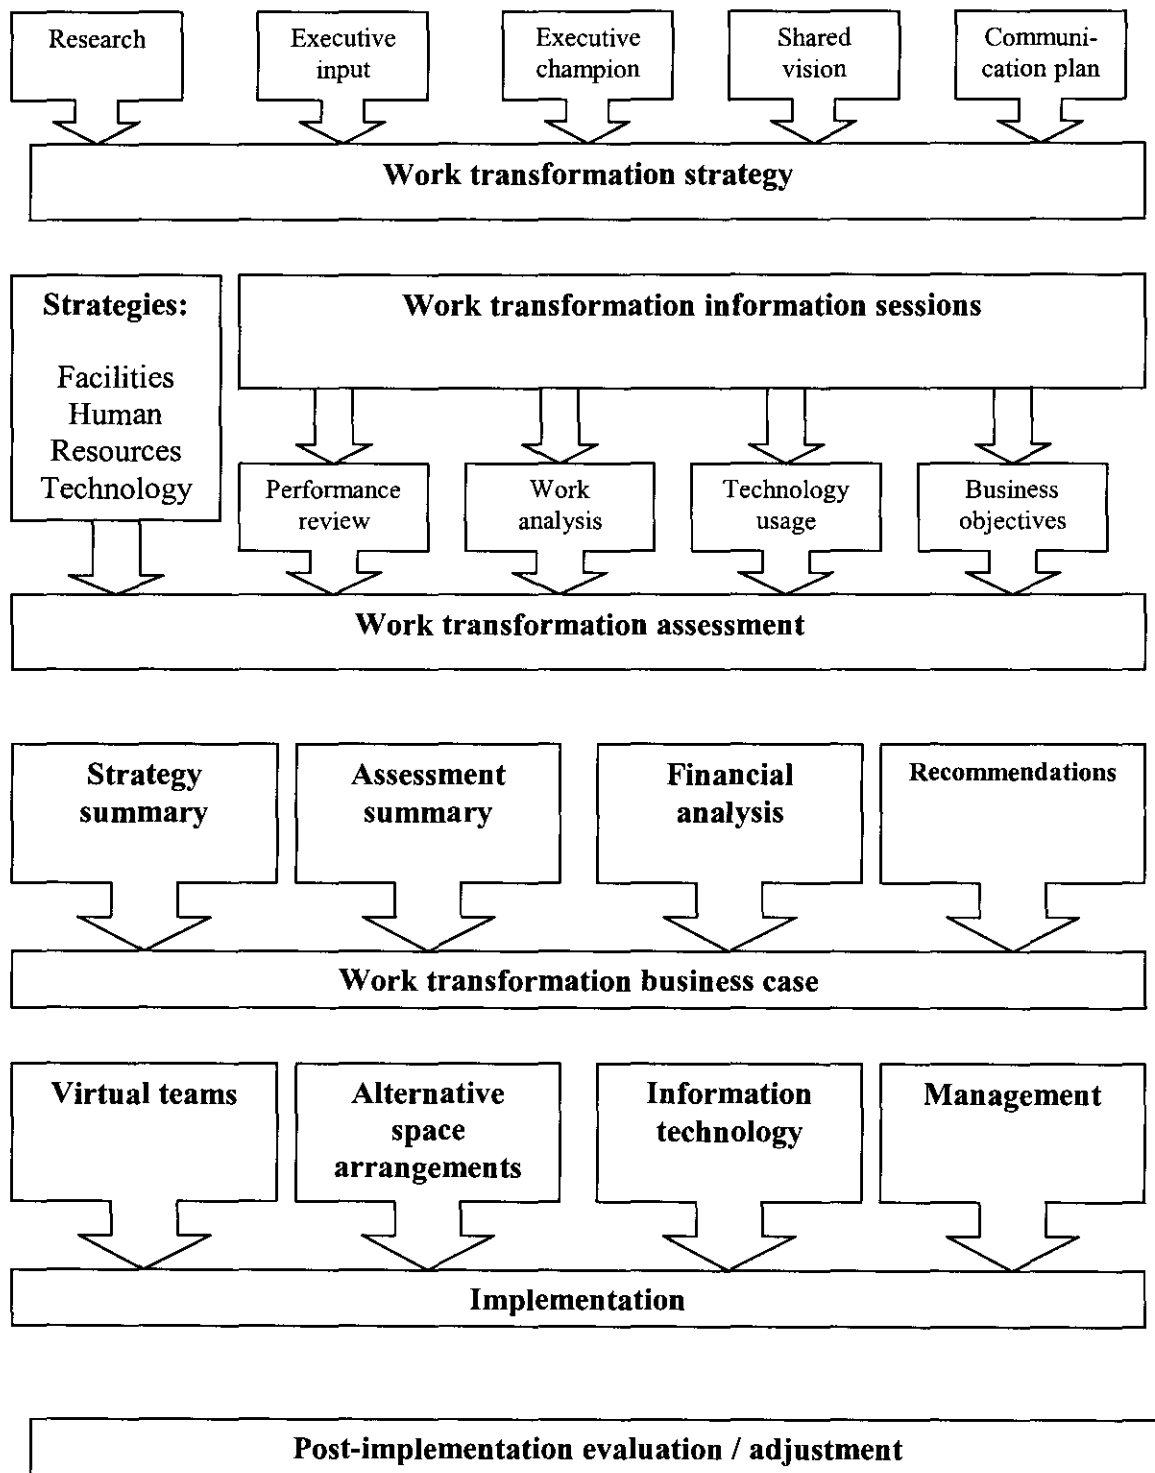 Research
Executive
input
Executive
champion
Shared
vision
Communi-
cation plan
Work transformation strategy
Strategies:
Facilities
Human
Resources
Technology
Work transformation information sessions
Performance
review
Work
analysis
Technology
usage
Business
objectives
Work transformation assessment
Strategy
summary
Assessment
summary
Financial
analysis
Recommendations
Work transformation business case
Virtual teams
Alternative
space
arrangements
Information
technology
Management
Implementation
Post-implementation evaluation / adjustment